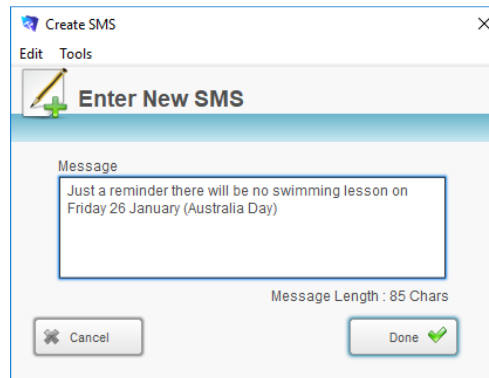 Create SMS
Edit Tools
Enter New SMS
Message
Just a reminder there will be no swimming lesson on
Friday 26 January (Australia Day)
Message Length : 85 Chars
Cancel
Done